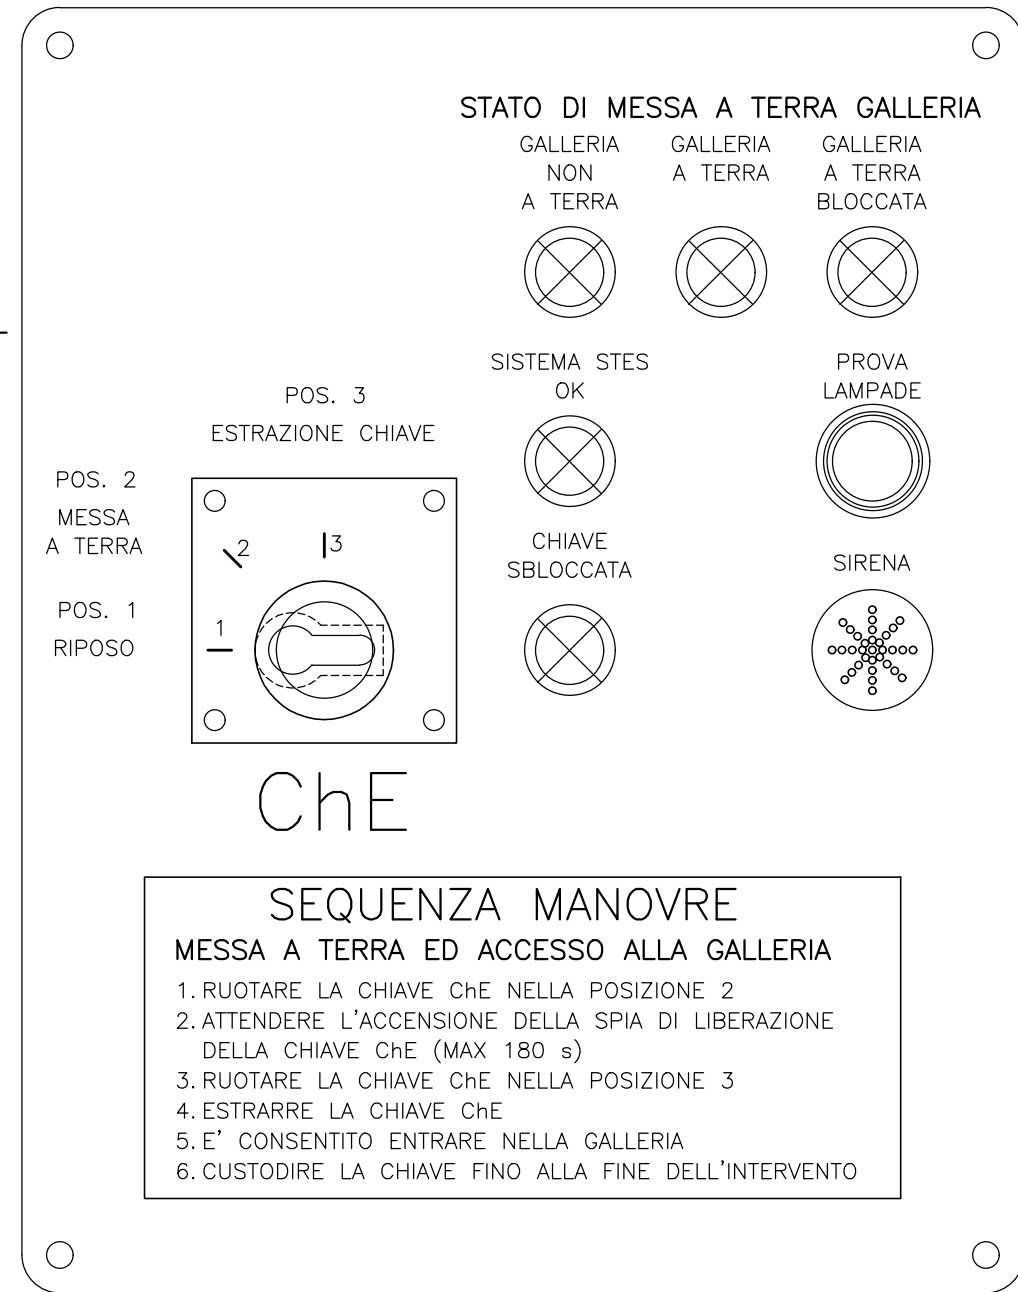 STATO DI MESSA A TERRA GALLERIA
GALLERIA
NON
A TERRA
GALLERIA
A TERRA
GALLERIA
A TERRA
BLOCCATA
SISTEMA STES
OK
PROVA
LAMPADE
POS. 3
ESTRAZIONE CHIAVE
POS. 2
MESSA
A TERRA
POS. 1
RIPOSO
2
3
1
CHIAVE
SBLOCCATA
SIRENA
ChE
SEQUENZA MANOVRE
MESSA A TERRA ED ACCESSO ALLA GALLERIA
1. RUOTARE LA CHIAVE ChE NELLA POSIZIONE 2
2. ATTENDERE L'ACCENSIONE DELLA SPIA DI LIBERAZIONE
DELLA CHIAVE ChE (MAX 180 s)
3. RUOTARE LA CHIAVE ChE NELLA POSIZIONE 3
4. ESTRARRE LA CHIAVE ChE
5. E' CONSENTITO ENTRARE NELLA GALLERIA
6. CUSTODIRE LA CHIAVE FINO ALLA FINE DELL'INTERVENTO